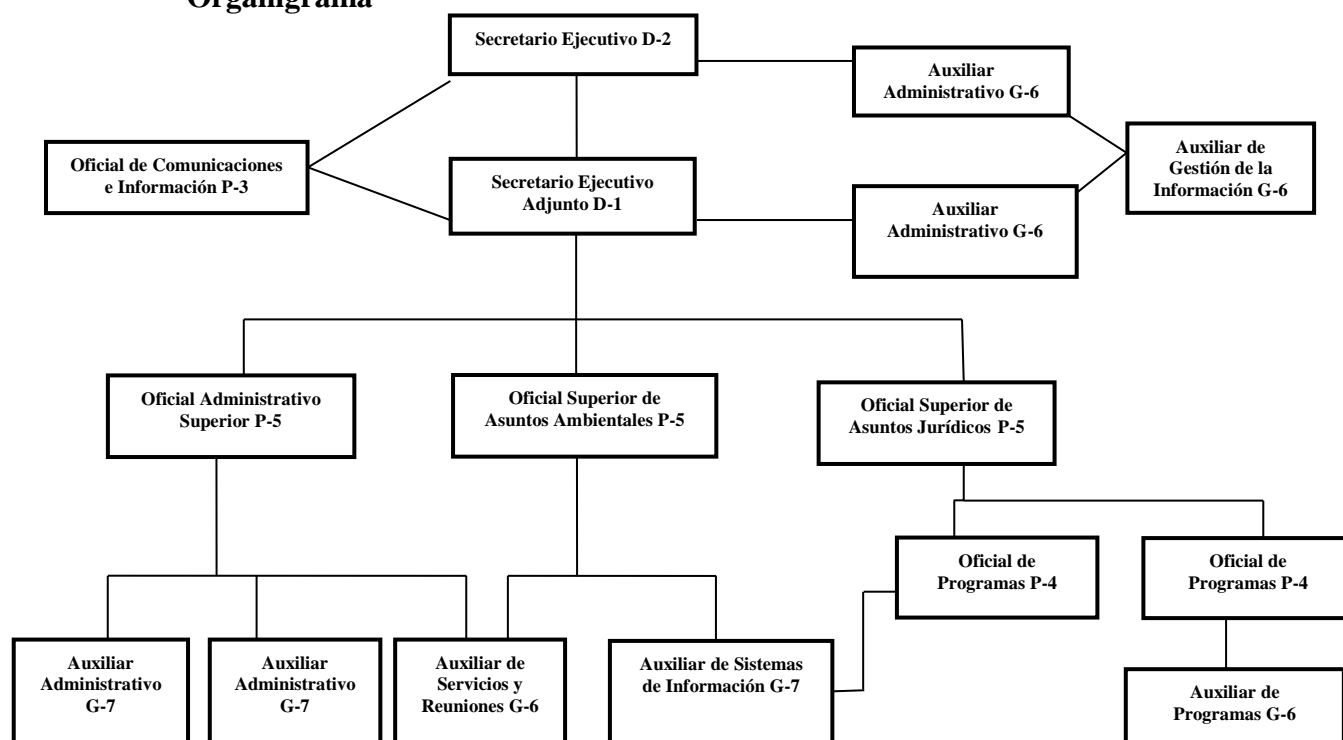 Organigrama
Secretario Ejecutivo D-2
Auxiliar
Administrativo G-6
Oficial de Comunicaciones
e Información P-3
Secretario Ejecutivo
Adjunto D-1
Auxiliar
Administrativo G-6
Auxiliar de
Gestión de la
Información G-6
Oficial Administrativo
Superior P-5
Oficial Superior de
Asuntos Ambientales P-5
Oficial Superior de
Asuntos Jurídicos P-5
Oficial de
Programas P-4
Oficial de
Programas P-4
Auxiliar
Administrativo
G-7
Auxiliar
Administrativo
G-7
Auxiliar de
Servicios y
Reuniones G-6
Auxiliar de Sistemas
de Información G-7
Auxiliar de
Programas G-6